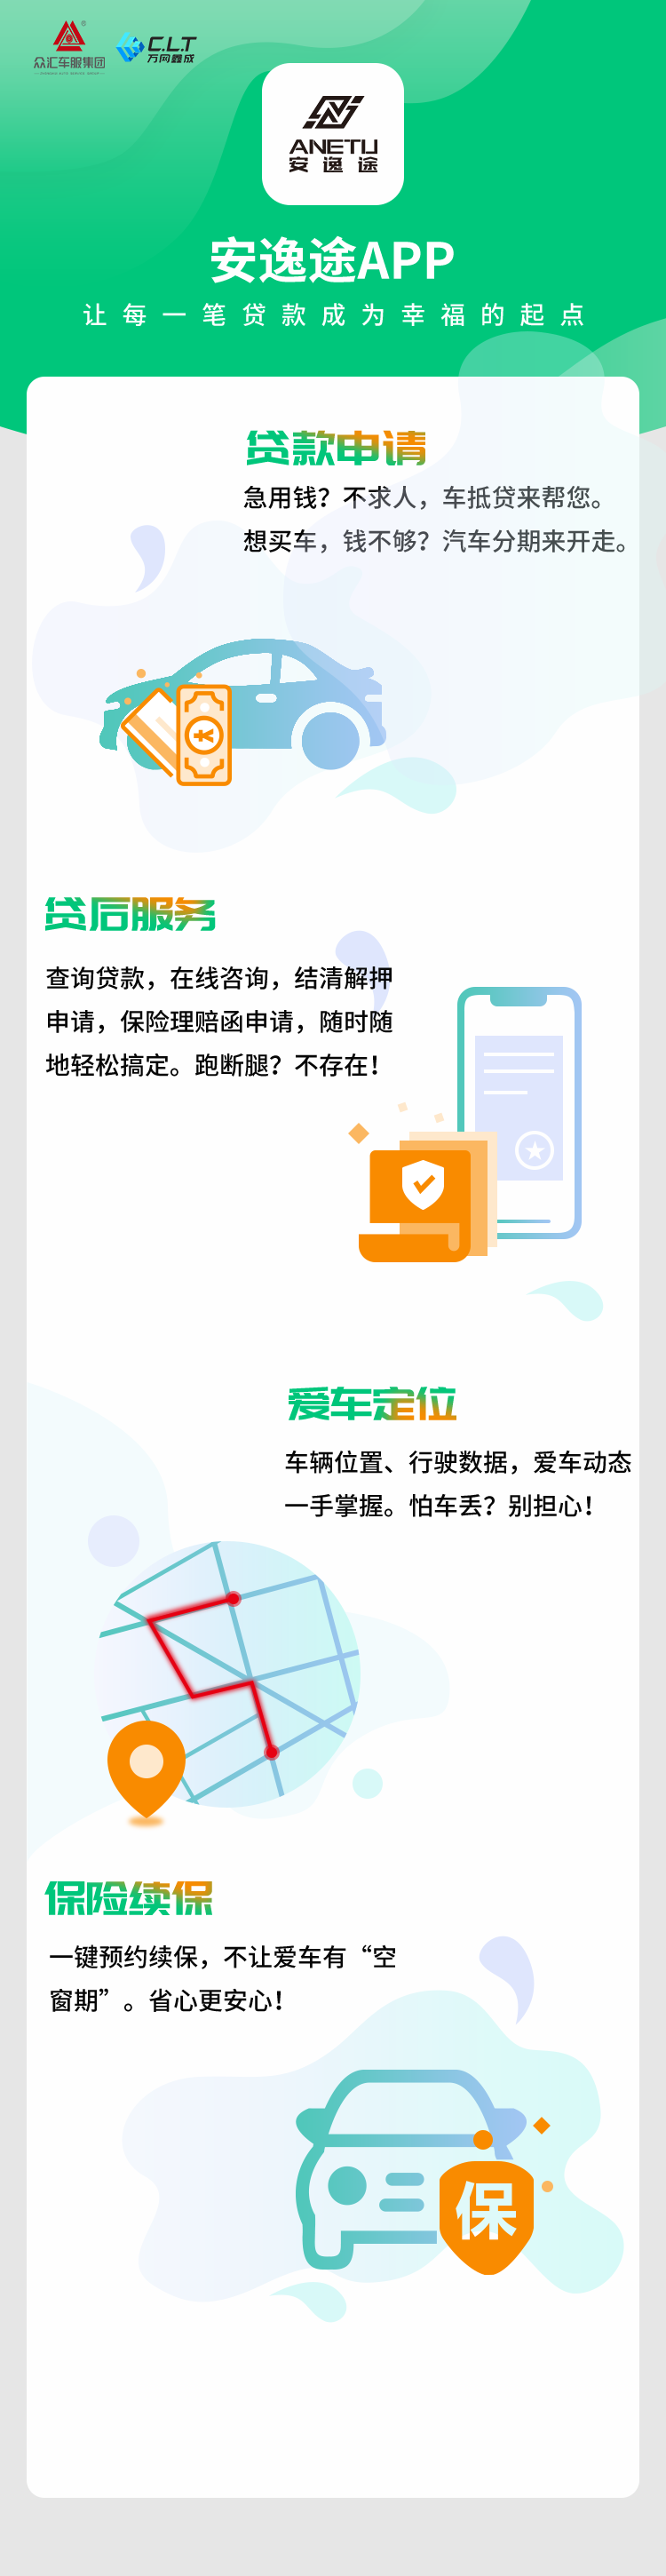 众汇车服集团
C.L.T
万网鑫成
ANETU
安逸途
安逸途APP
让每一笔贷款成为幸福的起点
贷款申请
急用钱？不求人，车抵贷来帮您。
想买车，钱不够？汽车分期来开走。
贷后服务
查询贷款，在线咨询，结清解押
申请，保险理赔函申请，随时随
地轻松搞定。跑断腿？不存在！
爱车定位
车辆位置、行驶数据，爱车动态
一手掌握。怕车丢？别担心！
保险续保
一键预约续保，不让爱车有“空
窗期”。省心更安心！
保